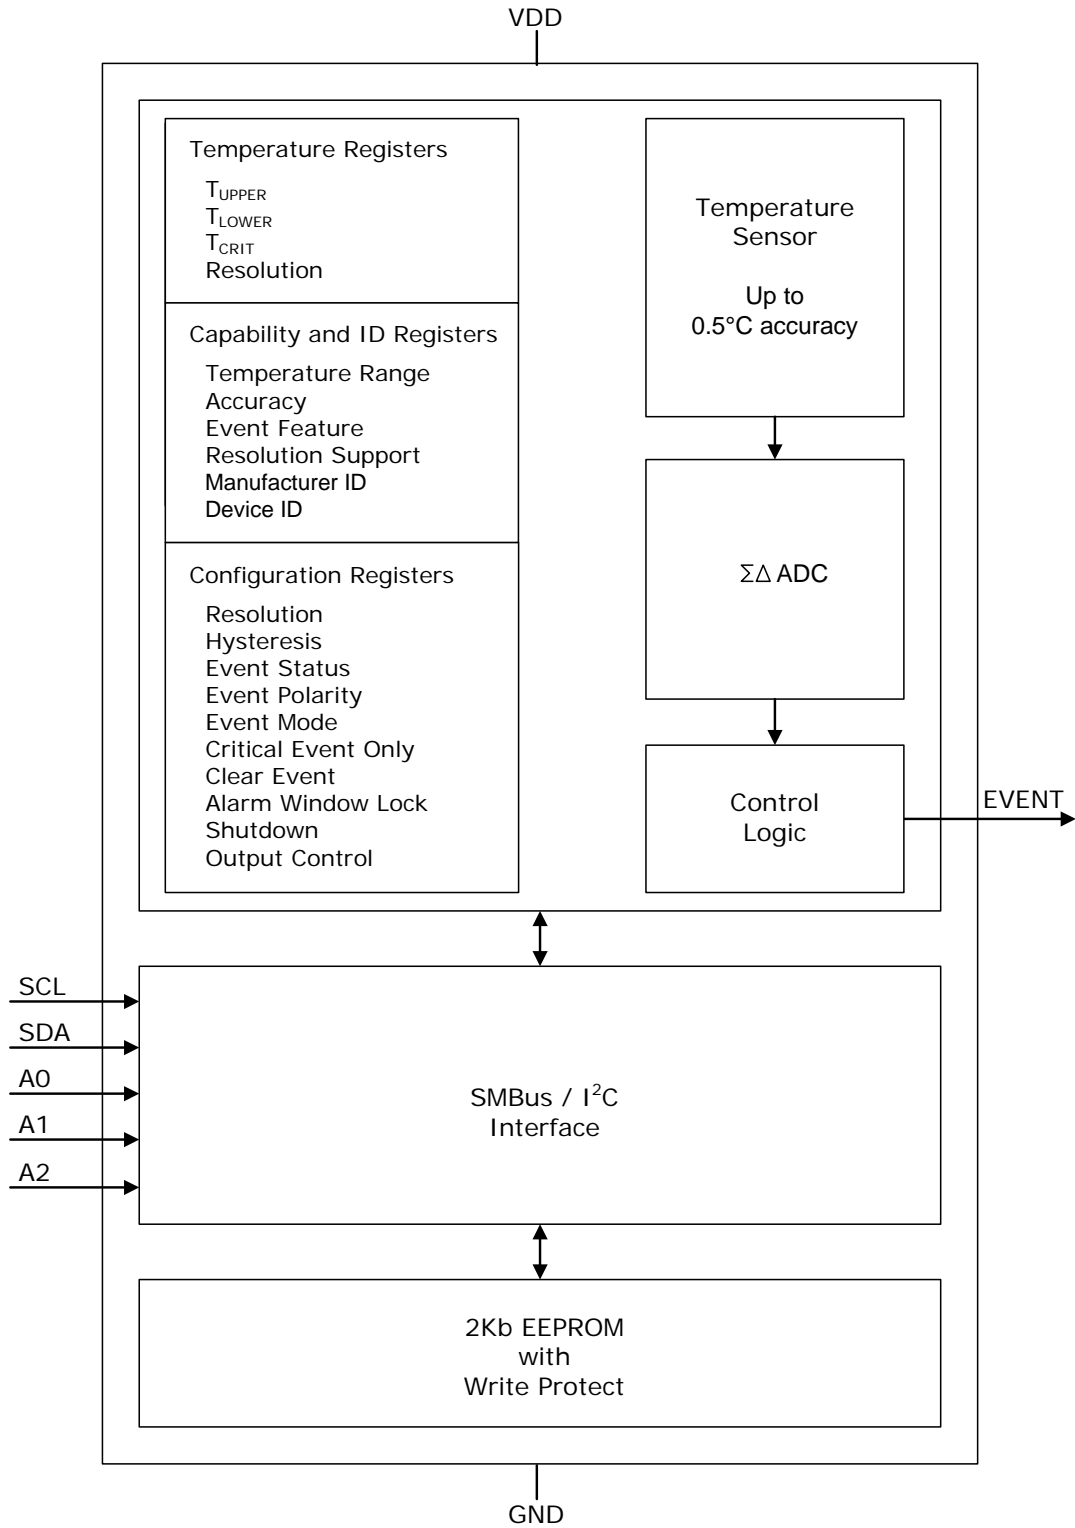 VDD
Temperature Registers
TUPPER
TLOWER
TCRIT
Resolution
Capability and ID Registers
Temperature Range
Accuracy
Event Feature
Resolution Support
Manufacturer ID
Device ID
Configuration Registers
Resolution
Hysteresis
Event Status
Event Polarity
Event Mode
Critical Event Only
Clear Event
Alarm Window Lock
Shutdown
Output Control
Temperature
Sensor
Up to
0.5°C accuracy
ΣΔ ADC
Control
Logic
EVENT
SCL
SDA
A0
A1
A2
SMBus / I²C
Interface
2Kb EEPROM
with
Write Protect
GND